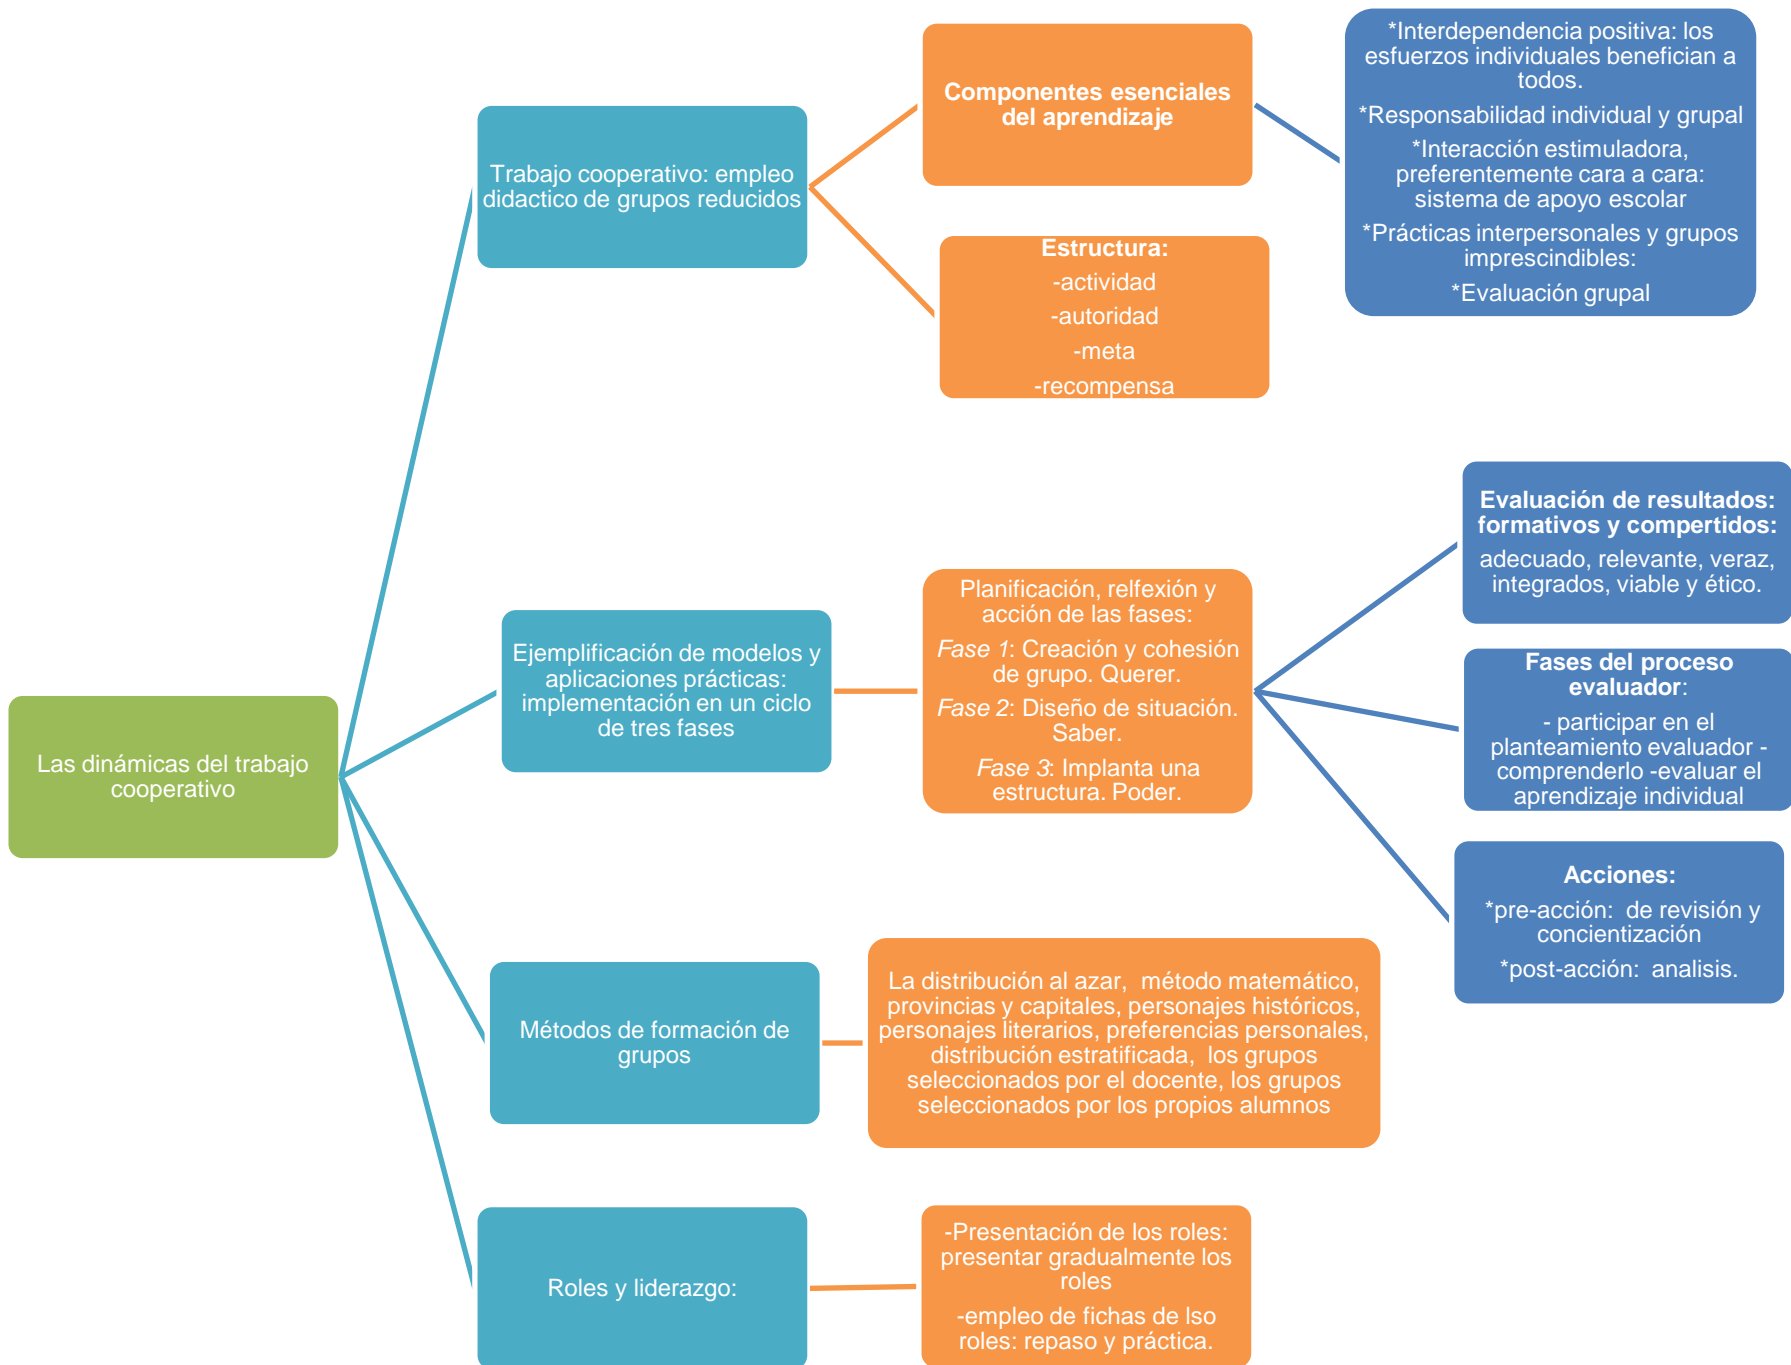 Las dinámicas del trabajo
cooperativo
Trabajo cooperativo: empleo
didactico de grupos reducidos
Componentes esenciales
del aprendizaje
*Interdependencia positiva: los
esfuerzos individuales benefician a
todos.
*Responsabilidad individual y grupal
*Interacción estimuladora,
preferentemente cara a cara:
sistema de apoyo escolar
*Prácticas interpersonales y grupos
imprescindibles:
*Evaluación grupal
Estructura:
-actividad
-autoridad
-meta
-recompensa
Ejemplificación de modelos y
aplicaciones prácticas:
implementación en un ciclo
de tres fases
Planificación, relfexión y
acción de las fases:
Fase 1: Creación y cohesión
de grupo. Querer.
Fase 2: Diseño de situación.
Saber.
Fase 3: Implanta una
estructura. Poder.
Evaluación de resultados:
formativos y compartidos:
adecuado, relevante, veraz,
integrados, viable y ético.
Fases del proceso
evaluador:
- participar en el
planteamiento evaluador -
comprenderlo -evaluar el
aprendizaje individual
Acciones:
*pre-acción:  de revisión y
concientización
*post-acción:  analisis.
Métodos de formación de
grupos
La distribución al azar,  método matemático,
provincias y capitales, personajes históricos,
personajes literarios, preferencias personales,
distribución estratificada,  los grupos
seleccionados por el docente, los grupos
seleccionados por los propios alumnos
Roles y liderazgo:
-Presentación de los roles:
presentar gradualmente los
roles
-empleo de fichas de lso
roles: repaso y práctica.